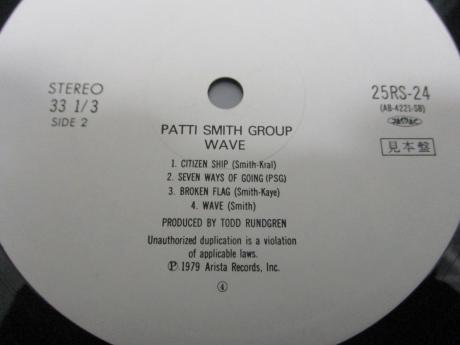 STEREO
33 1/3
SIDE 2
25RS-24
(AB-4221-SB)
見本盤
PATTI SMITH GROUP
WAVE
1. CITIZEN SHIP (Smith-Kral)
2. SEVEN WAYS OF GOING (PSG)
3. BROKEN FLAG (Smith-Kaye)
4. WAVE (Smith)
PRODUCED BY TODD RUNDGREN
Unauthorized duplication is a violation
of applicable laws.
Ⓟ 1979 Arista Records, Inc.
④